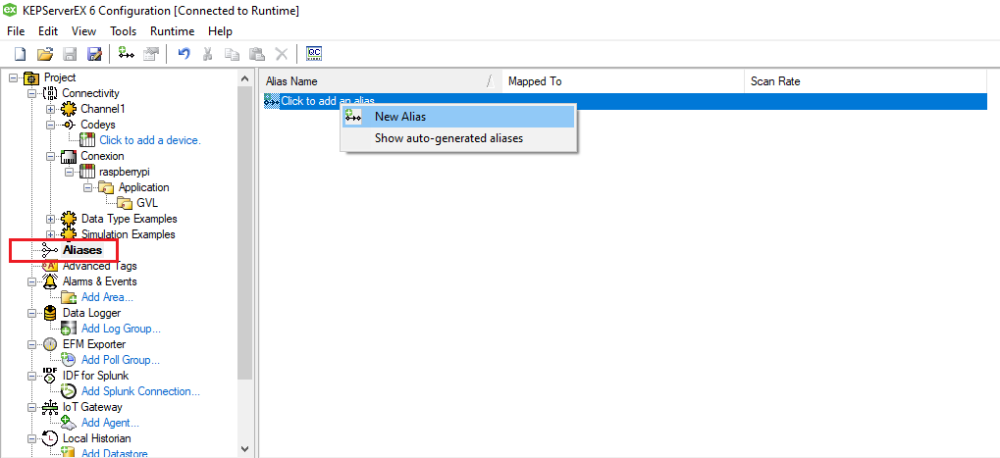 KEPServerEX 6 Configuration [Connected to Runtime]
File Edit View Tools Runtime Help
QC
Project
Connectivity
Channel1
Codeys
Click to add a device.
Conexion
raspberrypi
Application
GVL
Data Type Examples
Simulation Examples
Aliases
Advanced Tags
Alarms & Events
Add Area...
Data Logger
Add Log Group...
EFM Exporter
Add Poll Group...
IDF for Splunk
Add Splunk Connection...
IoT Gateway
Add Agent...
Local Historian
Add Datastore
Alias Name Mapped To Scan Rate
Click to add an alias.
New Alias
Show auto-generated aliases